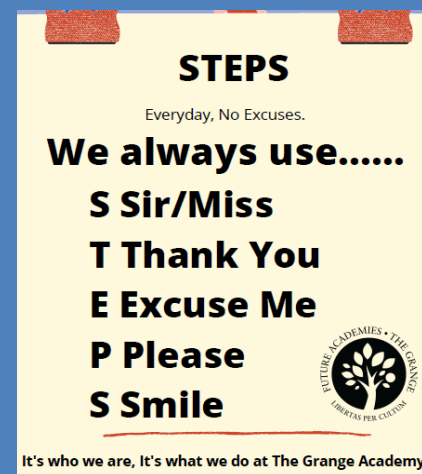 STEPS
Everyday, No Excuses.
We always use......
S Sir/Miss
T Thank You
E Excuse Me
P Please
S Smile
FUTURE ACADEMIES • THE GRANGE
LIBERTAS PER CULTUM
It's who we are, It's what we do at The Grange Academy